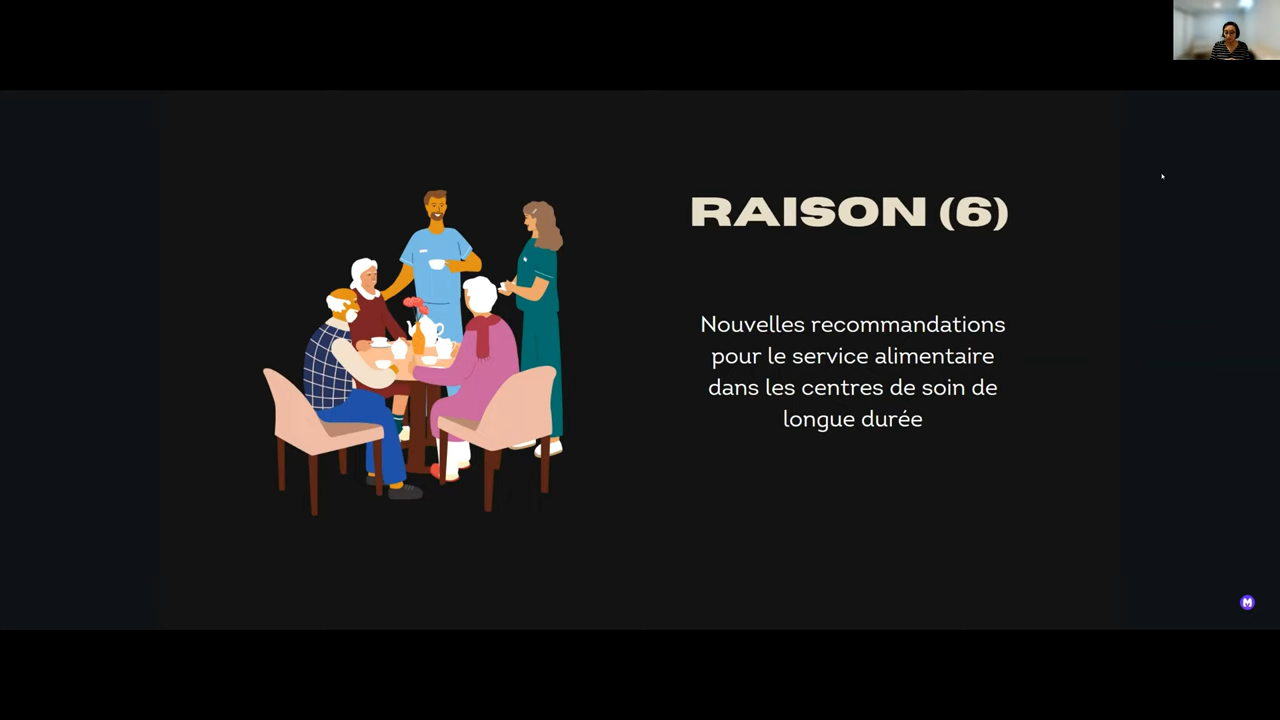 RAISON (6)
Nouvelles recommandations
pour le service alimentaire
dans les centres de soin de
longue durée
M